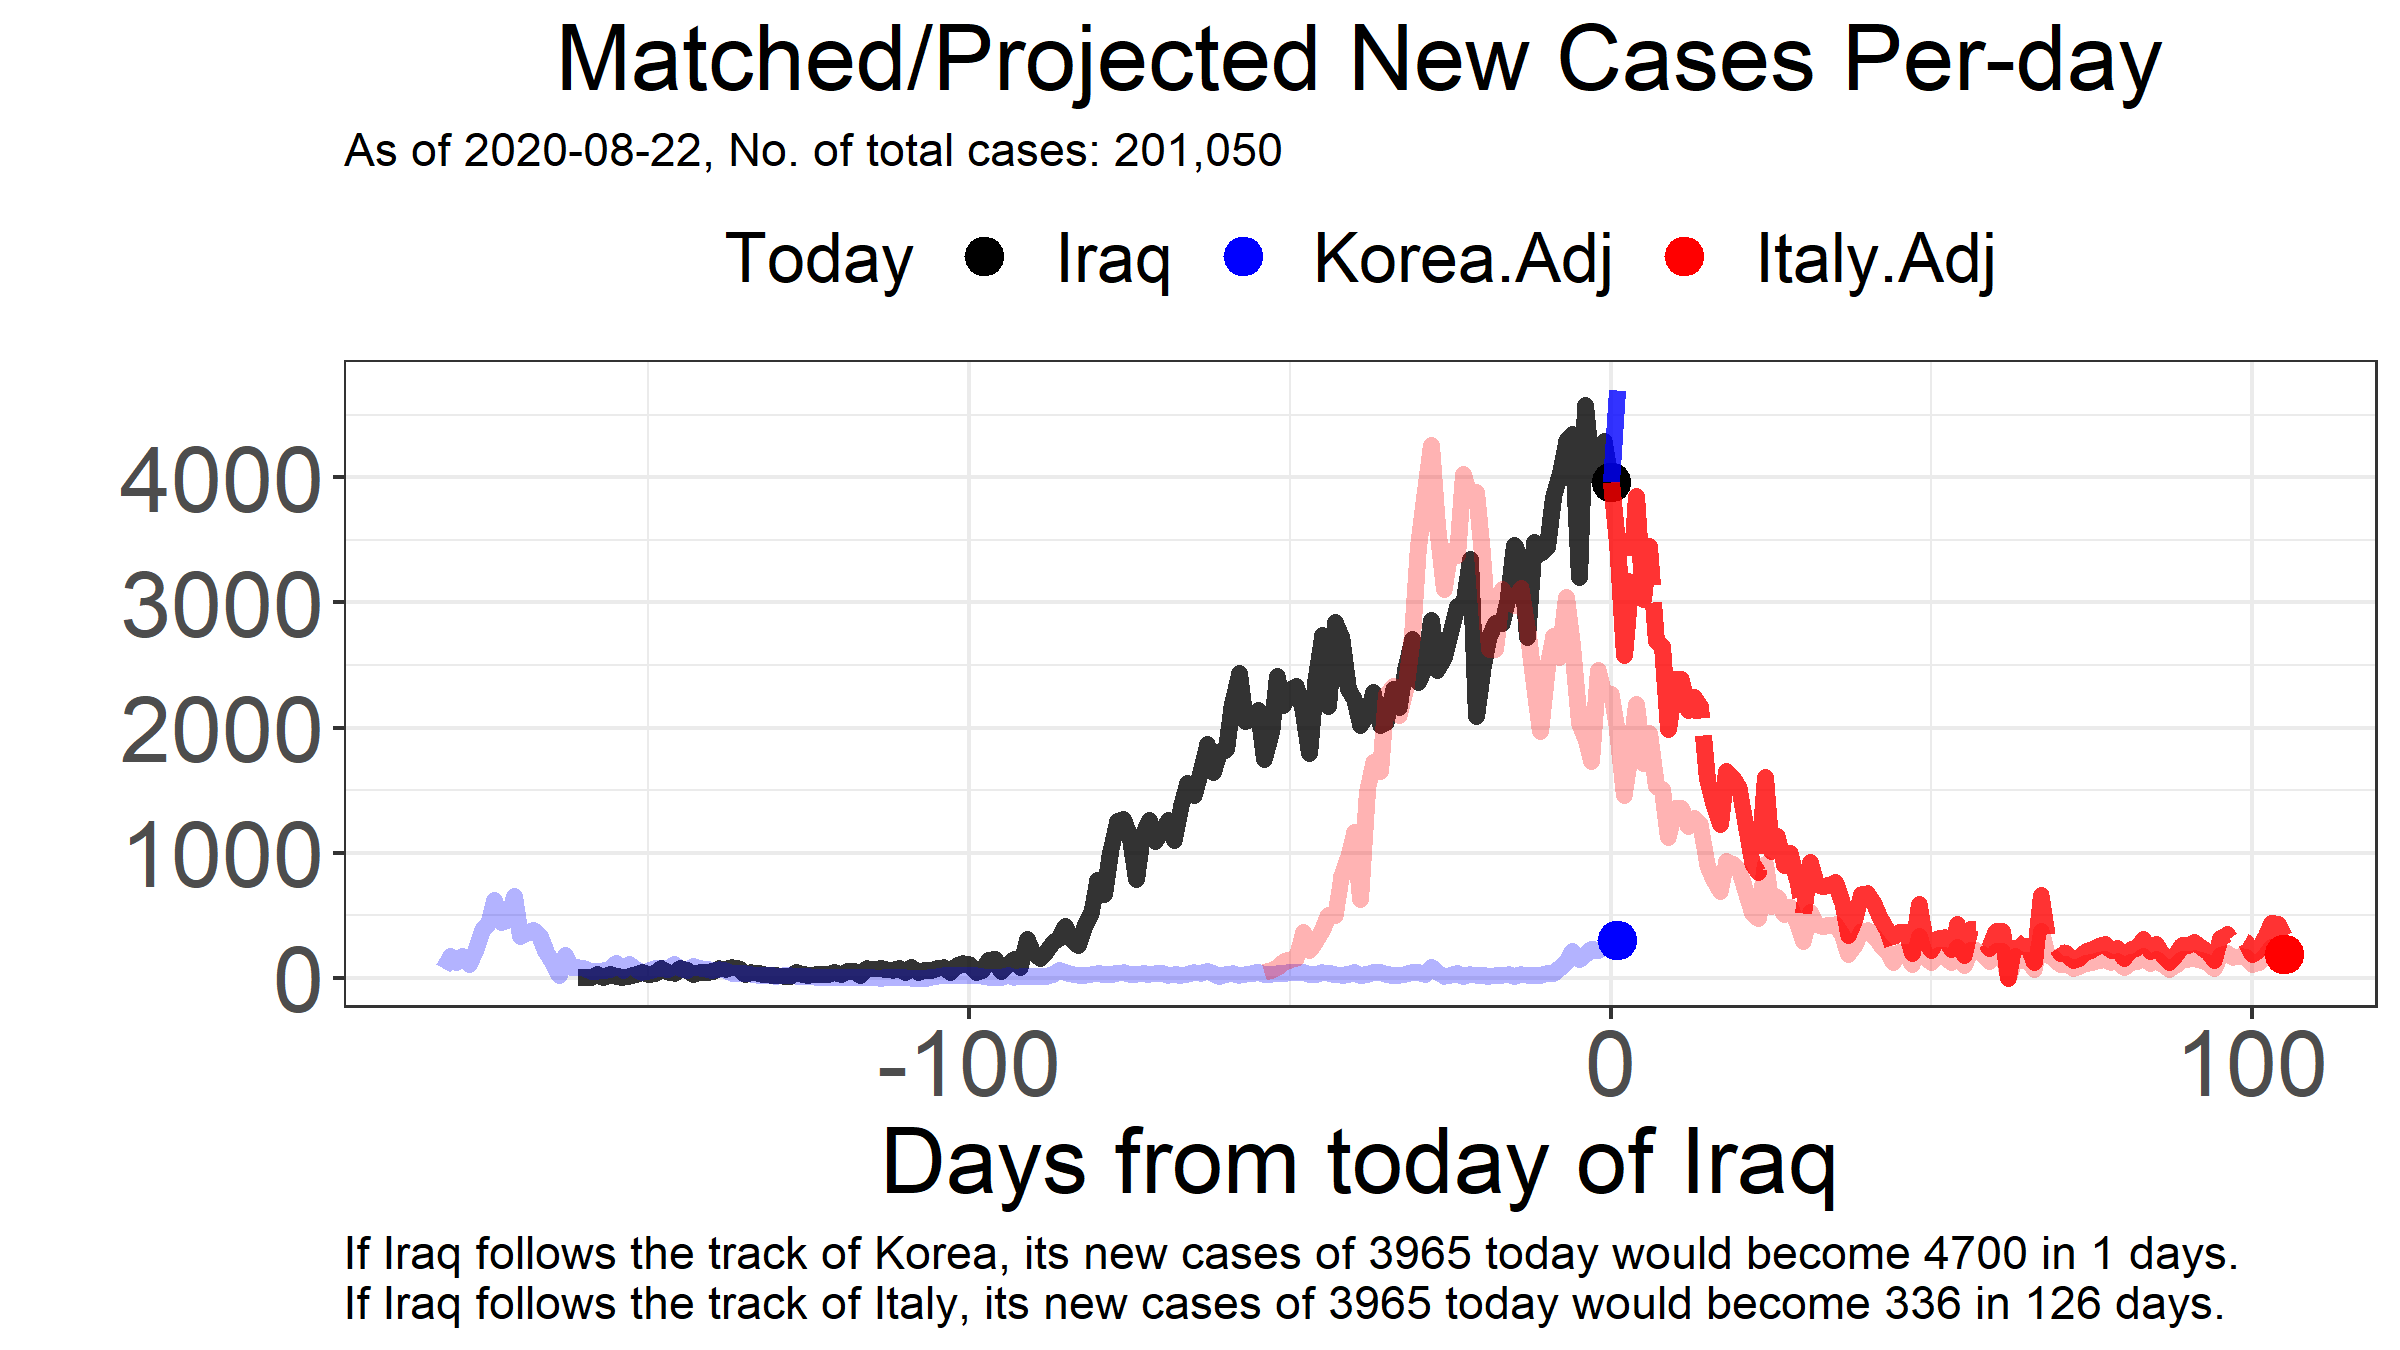 Matched/Projected New Cases Per-day
As of 2020-08-22, No. of total cases: 201,050
Today Iraq Korea.Adj Italy.Adj
4000
3000
2000
1000
0
-100 0 100
Days from today of Iraq
If Iraq follows the track of Korea, its new cases of 3965 today would become 4700 in 1 days.
If Iraq follows the track of Italy, its new cases of 3965 today would become 336 in 126 days.